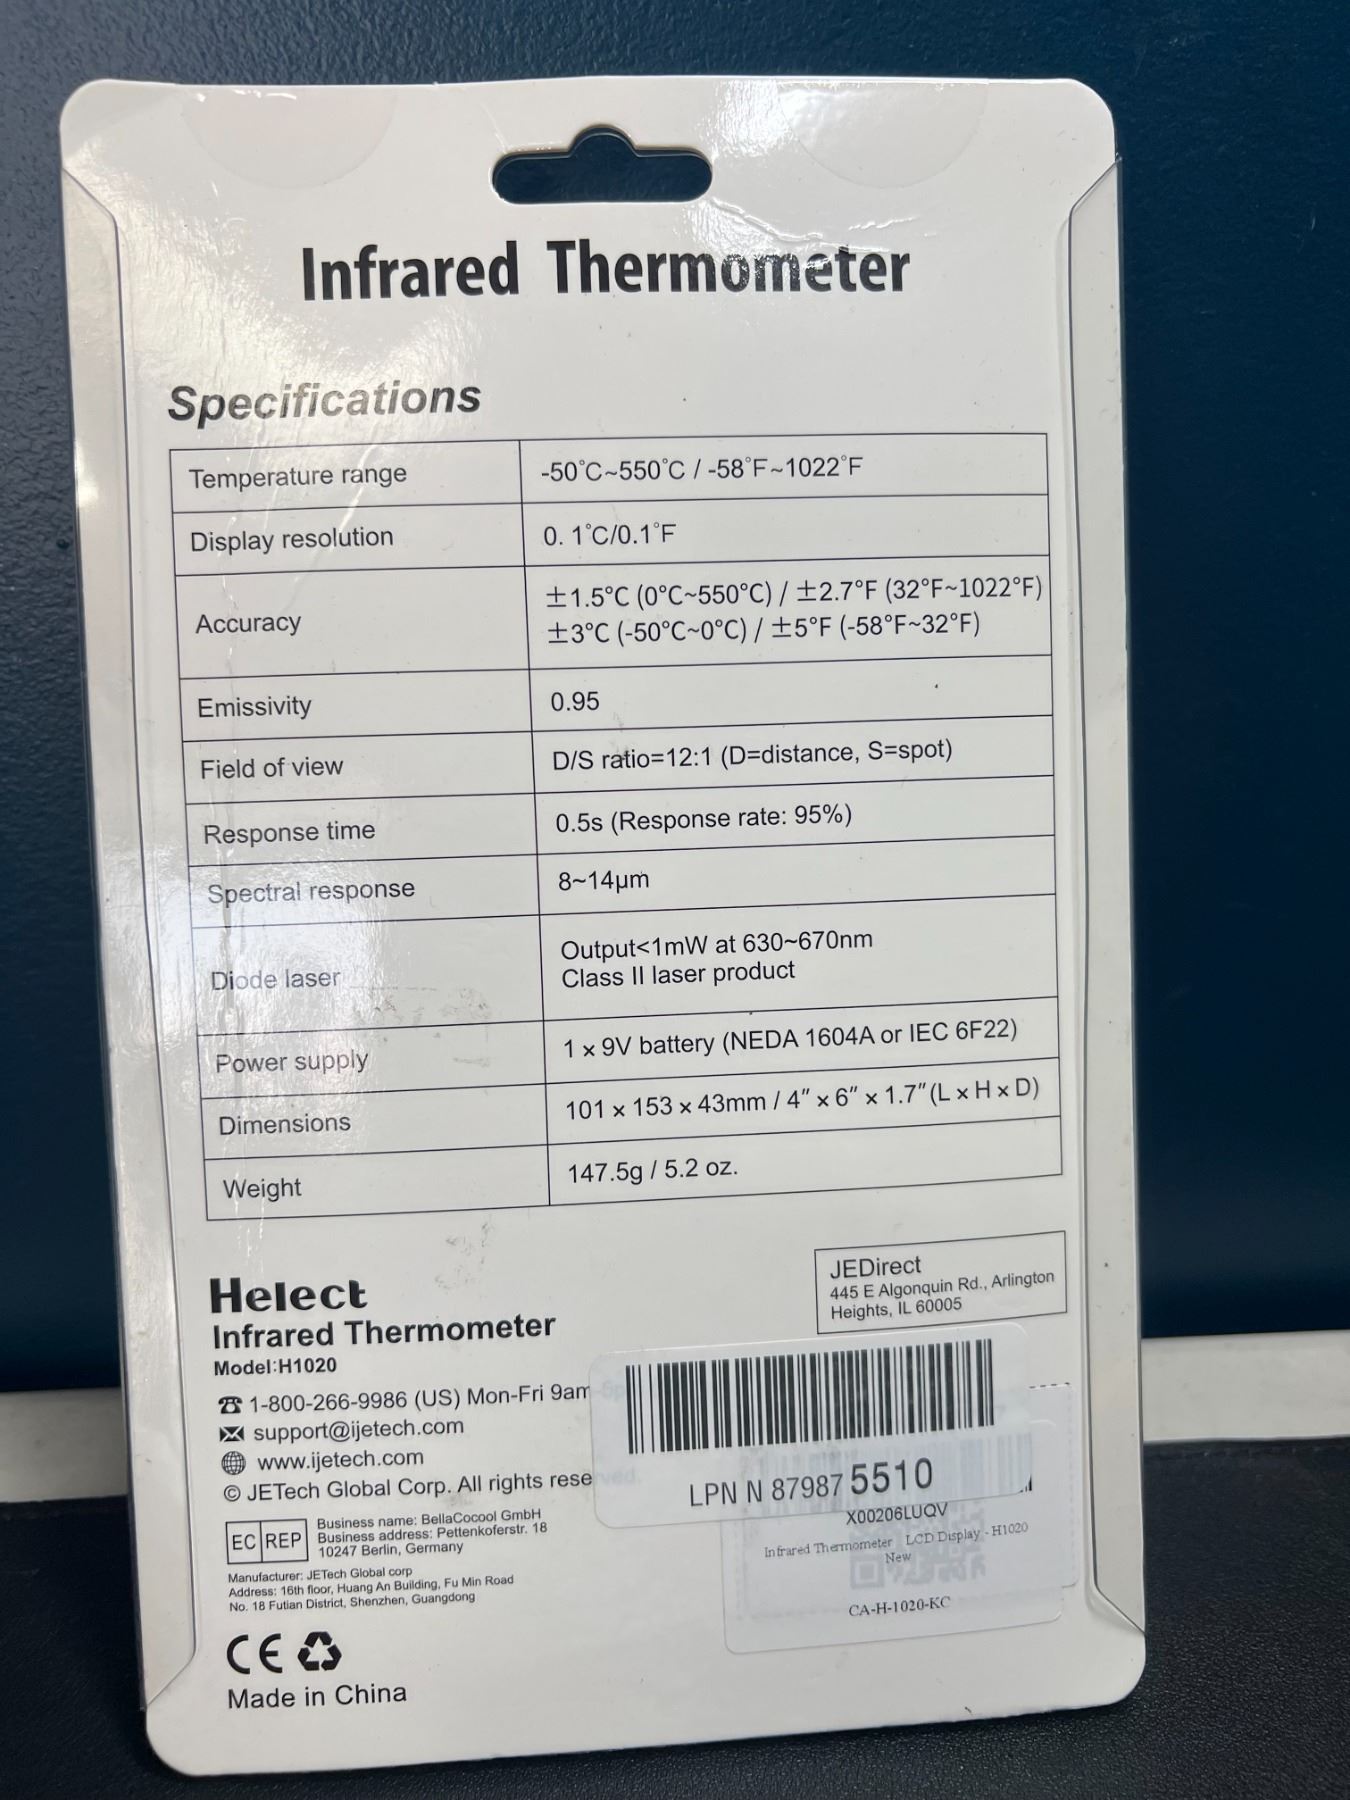 Infrared Thermometer
Specifications
Temperature range -50°C~550°C / -58°F~1022°F
Display resolution 0. 1°C/0.1°F
Accuracy ±1.5°C (0°C~550°C) / ±2.7°F (32°F~1022°F)
±3°C (-50°C~0°C) / ±5°F (-58°F~32°F)
Emissivity 0.95
Field of view D/S ratio=12:1 (D=distance, S=spot)
Response time 0.5s (Response rate: 95%)
Spectral response 8~14μm
Diode laser Output<1mW at 630~670nm
Class II laser product
Power supply 1 x 9V battery (NEDA 1604A or IEC 6F22)
Dimensions 101 x 153 x 43mm / 4″ x 6″ x 1.7″(L x H x D)
Weight 147.5g / 5.2 oz.
JEDirect
445 E Algonquin Rd., Arlington
Heights, IL 60005
Helect
Infrared Thermometer
Model:H1020
1-800-266-9986 (US) Mon-Fri 9am-5p
support@ijetech.com
www.ijetech.com
© JETech Global Corp. All rights reserved.
EC REP
Business name: BellaCocool GmbH
Business address: Pettenkoferstr. 18
10247 Berlin, Germany
Manufacturer: JETech Global corp
Address: 16th floor, Huang An Building, Fu Min Road
No. 18 Futian District, Shenzhen, Guangdong
CE
Made in China
LPN N 87987 5510
X00206LUQV
Infrared Thermometer LCD Display - H1020
New
CA-H-1020-KC